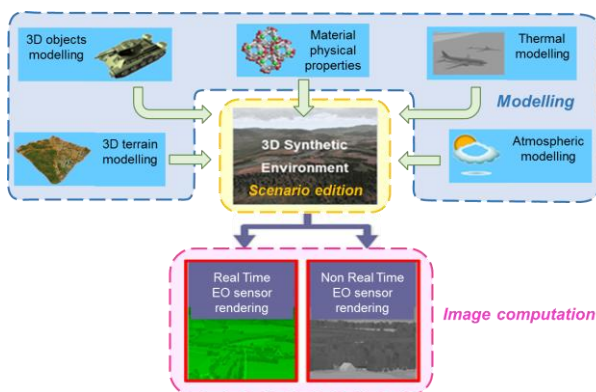 3D objects
modelling
Material
physical
properties
Thermal
modelling
Modelling
3D terrain
modelling
3D Synthetic
Environment
Scenario edition
Atmospheric
modelling
Real Time
EO sensor
rendering
Non Real Time
EO sensor
rendering
Image computation